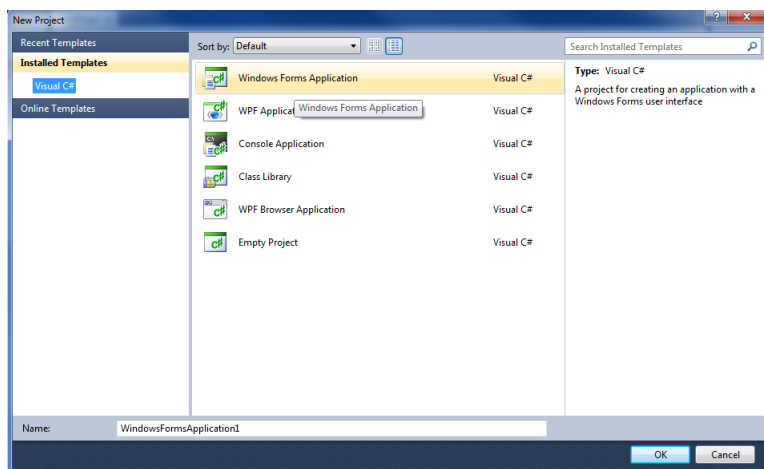 New Project
Recent Templates
Installed Templates
Visual C#
Online Templates
Sort by: Default
Search Installed Templates
Windows Forms Application Visual C#
WPF Applicat Visual C#
Windows Forms Application
Console Application Visual C#
Class Library Visual C#
WPF Browser Application Visual C#
Empty Project Visual C#
Type: Visual C#
A project for creating an application with a
Windows Forms user interface
Name: WindowsFormsApplication1
OK Cancel